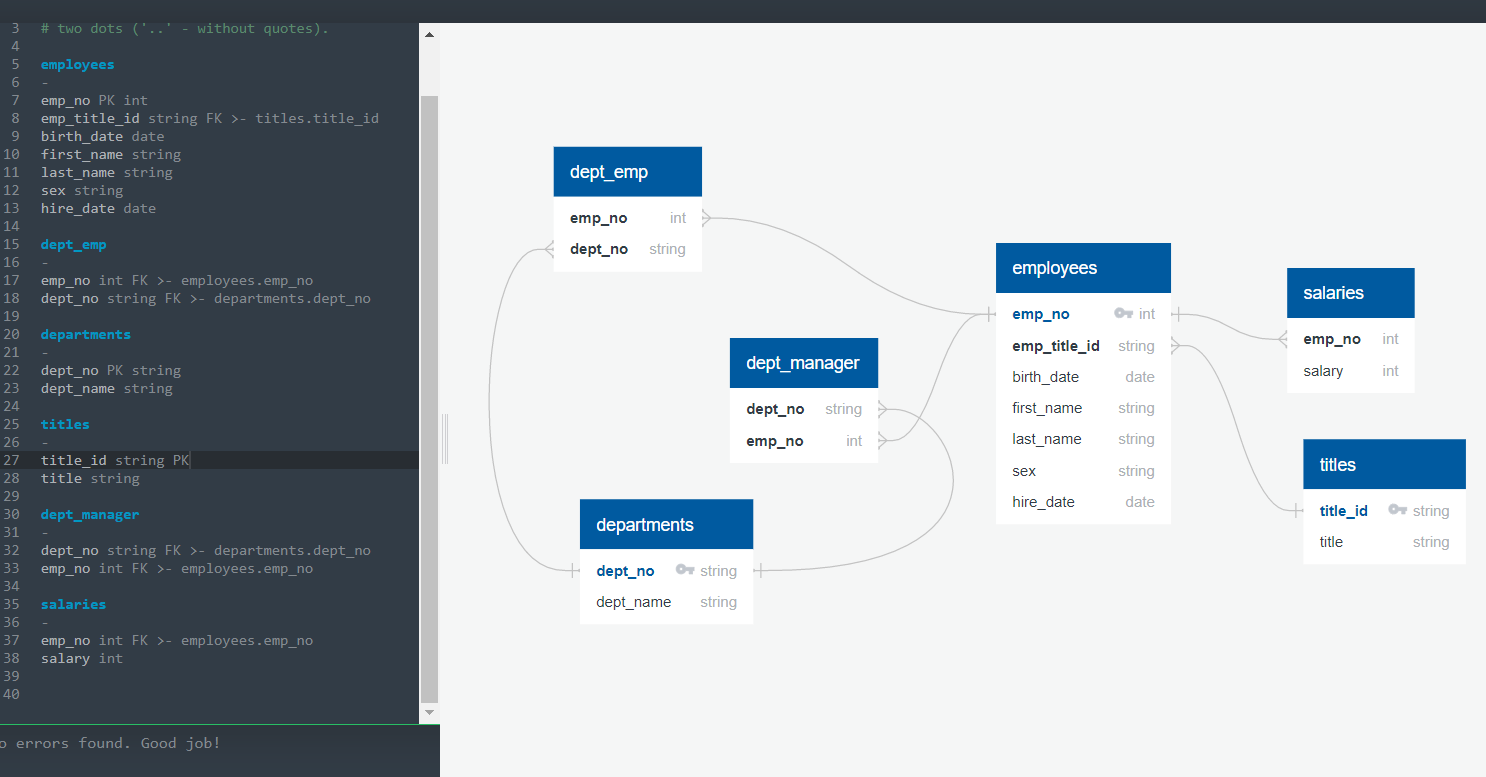 3 # two dots ('..' - without quotes).
4
5 employees
6 -
7 emp_no PK int
8 emp_title_id string FK >- titles.title_id
9 birth_date date
10 first_name string
11 last_name string
12 sex string
13 hire_date date
14
15 dept_emp
16 -
17 emp_no int FK >- employees.emp_no
18 dept_no string FK >- departments.dept_no
19
20 departments
21 -
22 dept_no PK string
23 dept_name string
24
25 titles
26 -
27 title_id string PK
28 title string
29
30 dept_manager
31 -
32 dept_no string FK >- departments.dept_no
33 emp_no int FK >- employees.emp_no
34
35 salaries
36 -
37 emp_no int FK >- employees.emp_no
38 salary int
39
40
o errors found. Good job!
dept_emp
emp_no int
dept_no string
dept_manager
dept_no string
emp_no int
departments
dept_no string
dept_name string
employees
emp_no int
emp_title_id string
birth_date date
first_name string
last_name string
sex string
hire_date date
salaries
emp_no int
salary int
titles
title_id string
title string